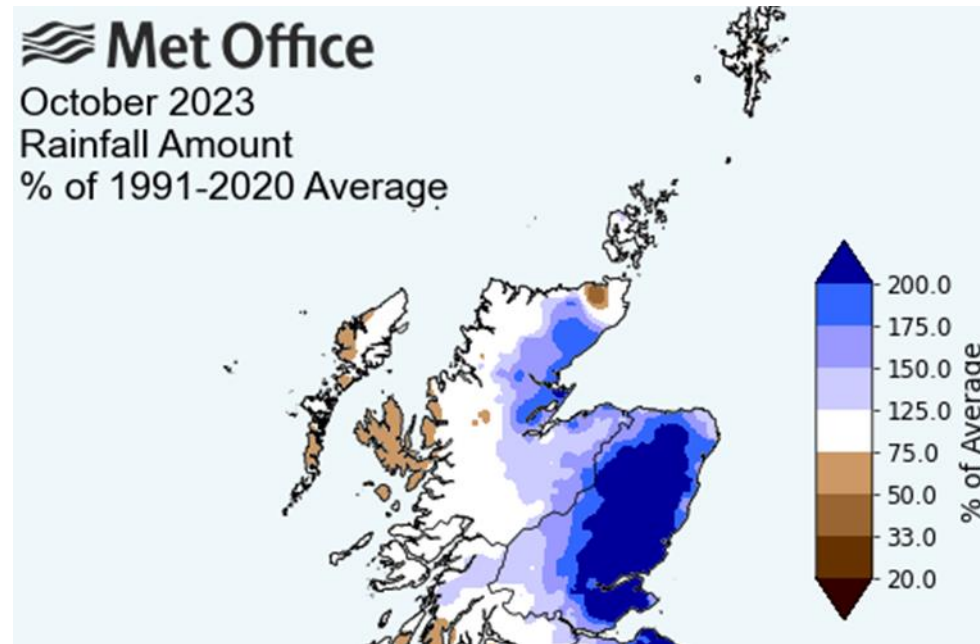 Met Office
October 2023
Rainfall Amount
% of 1991-2020 Average
200.0
175.0
150.0
125.0
75.0
50.0
33.0
20.0
% of Average